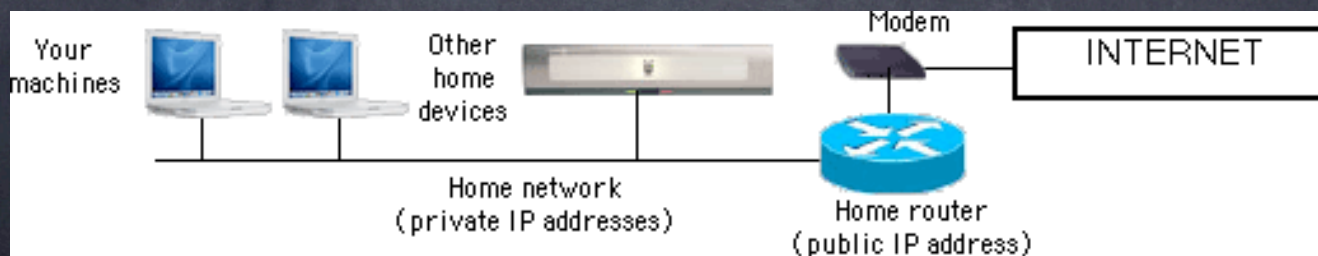 Your
machines
Other
home
devices
Modem
INTERNET
Home network
(private IP addresses)
Home router
(public IP address)